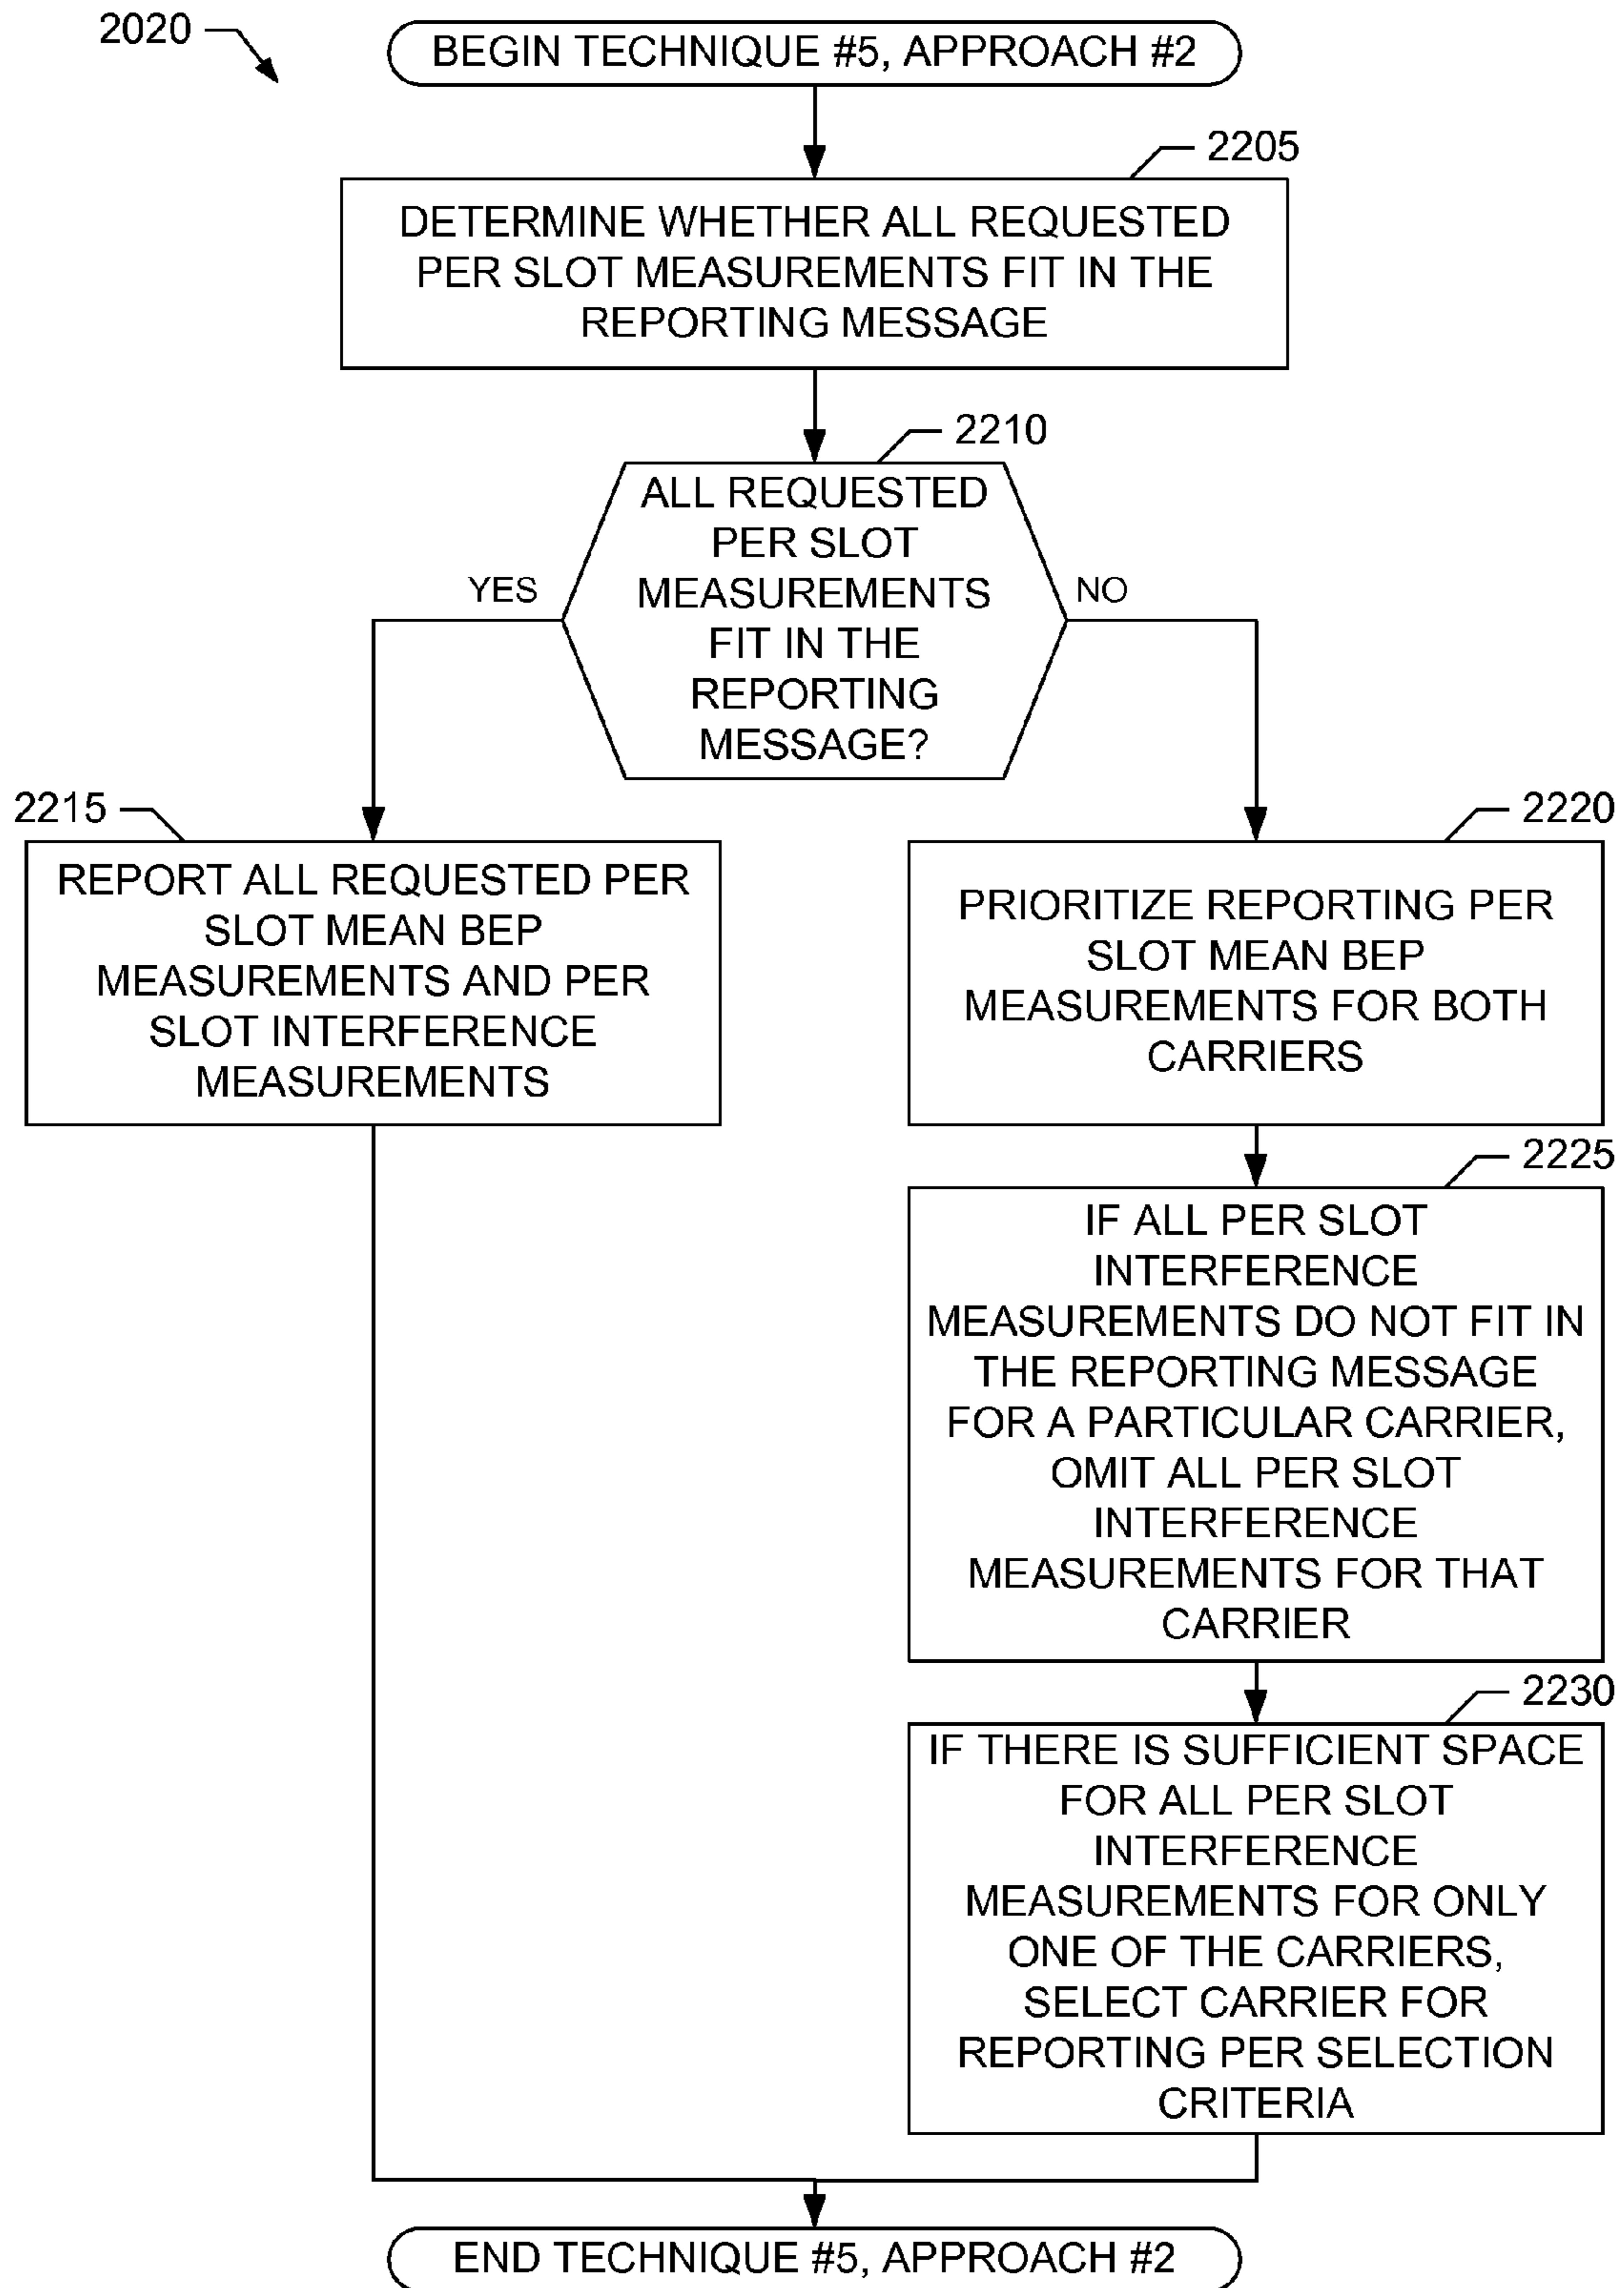 2020
BEGIN TECHNIQUE #5, APPROACH #2
2205
DETERMINE WHETHER ALL REQUESTED
PER SLOT MEASUREMENTS FIT IN THE
REPORTING MESSAGE
2210
ALL REQUESTED
PER SLOT
MEASUREMENTS
FIT IN THE
REPORTING
MESSAGE?
YES
NO
2215
REPORT ALL REQUESTED PER
SLOT MEAN BEP
MEASUREMENTS AND PER
SLOT INTERFERENCE
MEASUREMENTS
2220
PRIORITIZE REPORTING PER
SLOT MEAN BEP
MEASUREMENTS FOR BOTH
CARRIERS
2225
IF ALL PER SLOT
INTERFERENCE
MEASUREMENTS DO NOT FIT IN
THE REPORTING MESSAGE
FOR A PARTICULAR CARRIER,
OMIT ALL PER SLOT
INTERFERENCE
MEASUREMENTS FOR THAT
CARRIER
2230
IF THERE IS SUFFICIENT SPACE
FOR ALL PER SLOT
INTERFERENCE
MEASUREMENTS FOR ONLY
ONE OF THE CARRIERS,
SELECT CARRIER FOR
REPORTING PER SELECTION
CRITERIA
END TECHNIQUE #5, APPROACH #2